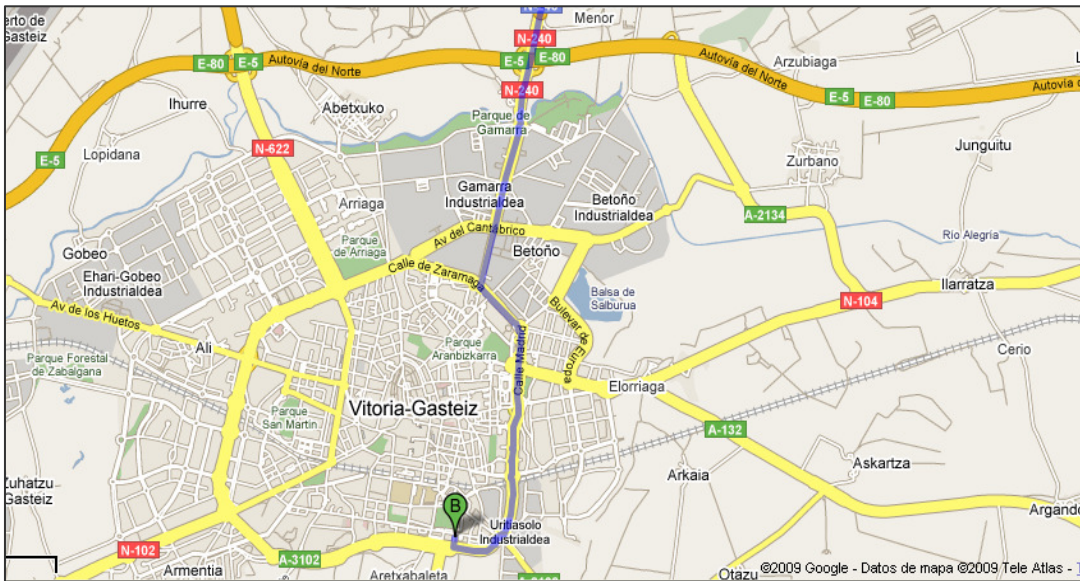 N-240
Menor
erto de
Gasteiz
N-240
E-80
E-5
Autovía del Norte
E-5
E-80
Autovía del Norte
Arzubiaga
N-240
Ihurre
Abetxuko
Parque de
Gamarra
E-5
E-80
Autovía del
Lopidana
E-5
N-622
Zurbano
Junguitu
Gamarra
Industrialdea
Betoño
Industrialdea
Arriaga
A-2134
Av del Cantábrico
Río Alegria
Gobeo
Parque
de Arriaga
Betoño
Calle de Zaramaga
Ehari-Gobeo
Industrialdea
Balsa de
Salburua
Ilarratza
N-104
Av de los Huetos
Bulevar de Europa
Calle Madrid
Ali
Parque
Aranbizkarra
Cerio
Parque Forestal
de Zabalgana
Elorriaga
Vitoria-Gasteiz
Parque
San Martin
A-132
Askartza
Arkaia
Zuhatzu
Gasteiz
B
Argando
Uritiasolo
Industrialdea
N-102
A-3102
Armentia
Aretxabaleta
Otazu
©2009 Google - Datos de mapa ©2009 Tele Atlas -